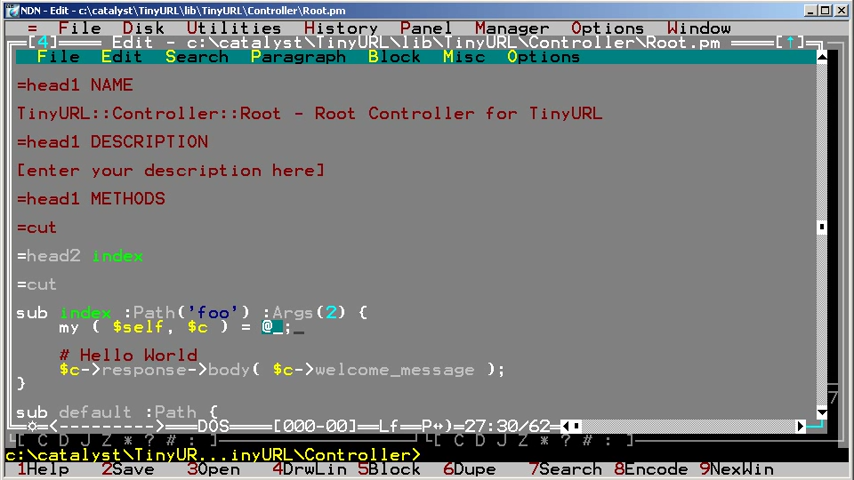 NDN - Edit - c:\catalyst\TinyURL\lib\TinyURL\Controller\Root.pm
= File Disk Utilities History Panel Manager Options Window
[4] Edit - c:\catalyst\TinyURL\lib\TinyURL\Controller\Root.pm [↑]
File Edit Search Paragraph Block Misc Options
=head1 NAME
TinyURL::Controller::Root - Root Controller for TinyURL
=head1 DESCRIPTION
[enter your description here]
=head1 METHODS
=cut
=head2 index
=cut
sub index :Path('foo') :Args(2) {
my ( $self, $c ) = @_;_
# Hello World
$c->response->body( $c->welcome_message );
}
sub default :Path {
<--------->DOS [000-00] Lf P↔)=27:30/62
7
[ C D J Z * ? # : ] [ C D J Z * ? # : ]
c:\catalyst\TinyUR...inyURL\Controller>
1Help 2Save 3Open 4DrwLin 5Block 6Dupe 7Search 8Encode 9NexWin